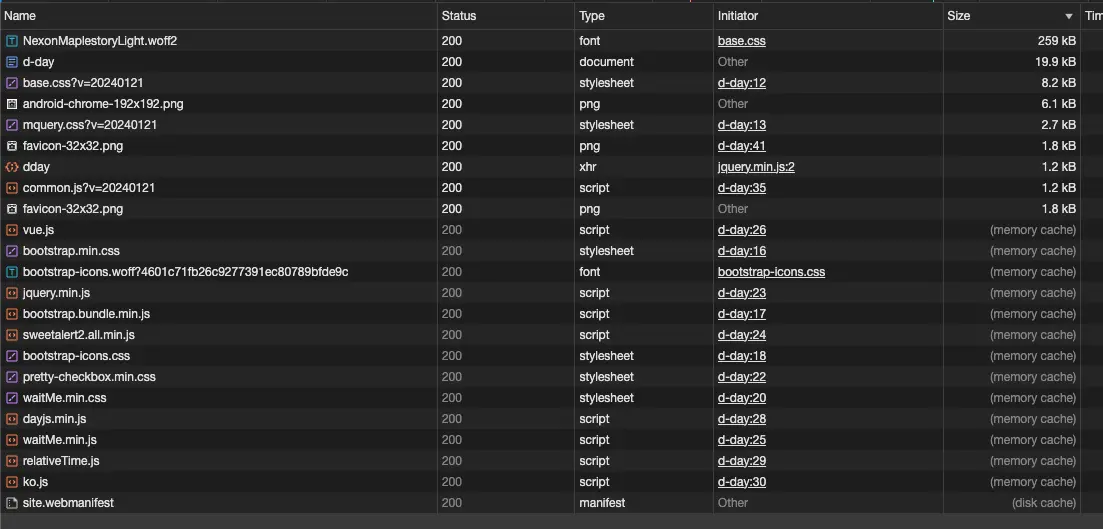 Name Status Type Initiator Size Tim
NexonMaplestoryLight.woff2 200 font base.css 259 kB
d-day 200 document Other 19.9 kB
base.css?v=20240121 200 stylesheet d-day:12 8.2 kB
android-chrome-192x192.png 200 png Other 6.1 kB
mquery.css?v=20240121 200 stylesheet d-day:13 2.7 kB
favicon-32x32.png 200 png d-day:41 1.8 kB
dday 200 xhr jquery.min.js:2 1.2 kB
common.js?v=20240121 200 script d-day:35 1.2 kB
favicon-32x32.png 200 png Other 1.8 kB
vue.js 200 script d-day:26 (memory cache)
bootstrap.min.css 200 stylesheet d-day:16 (memory cache)
bootstrap-icons.woff?4601c71fb26c9277391ec80789bfde9c 200 font bootstrap-icons.css (memory cache)
jquery.min.js 200 script d-day:23 (memory cache)
bootstrap.bundle.min.js 200 script d-day:17 (memory cache)
sweetalert2.all.min.js 200 script d-day:24 (memory cache)
bootstrap-icons.css 200 stylesheet d-day:18 (memory cache)
pretty-checkbox.min.css 200 stylesheet d-day:22 (memory cache)
waitMe.min.css 200 stylesheet d-day:20 (memory cache)
dayjs.min.js 200 script d-day:28 (memory cache)
waitMe.min.js 200 script d-day:25 (memory cache)
relativeTime.js 200 script d-day:29 (memory cache)
ko.js 200 script d-day:30 (memory cache)
site.webmanifest 200 manifest Other (disk cache)